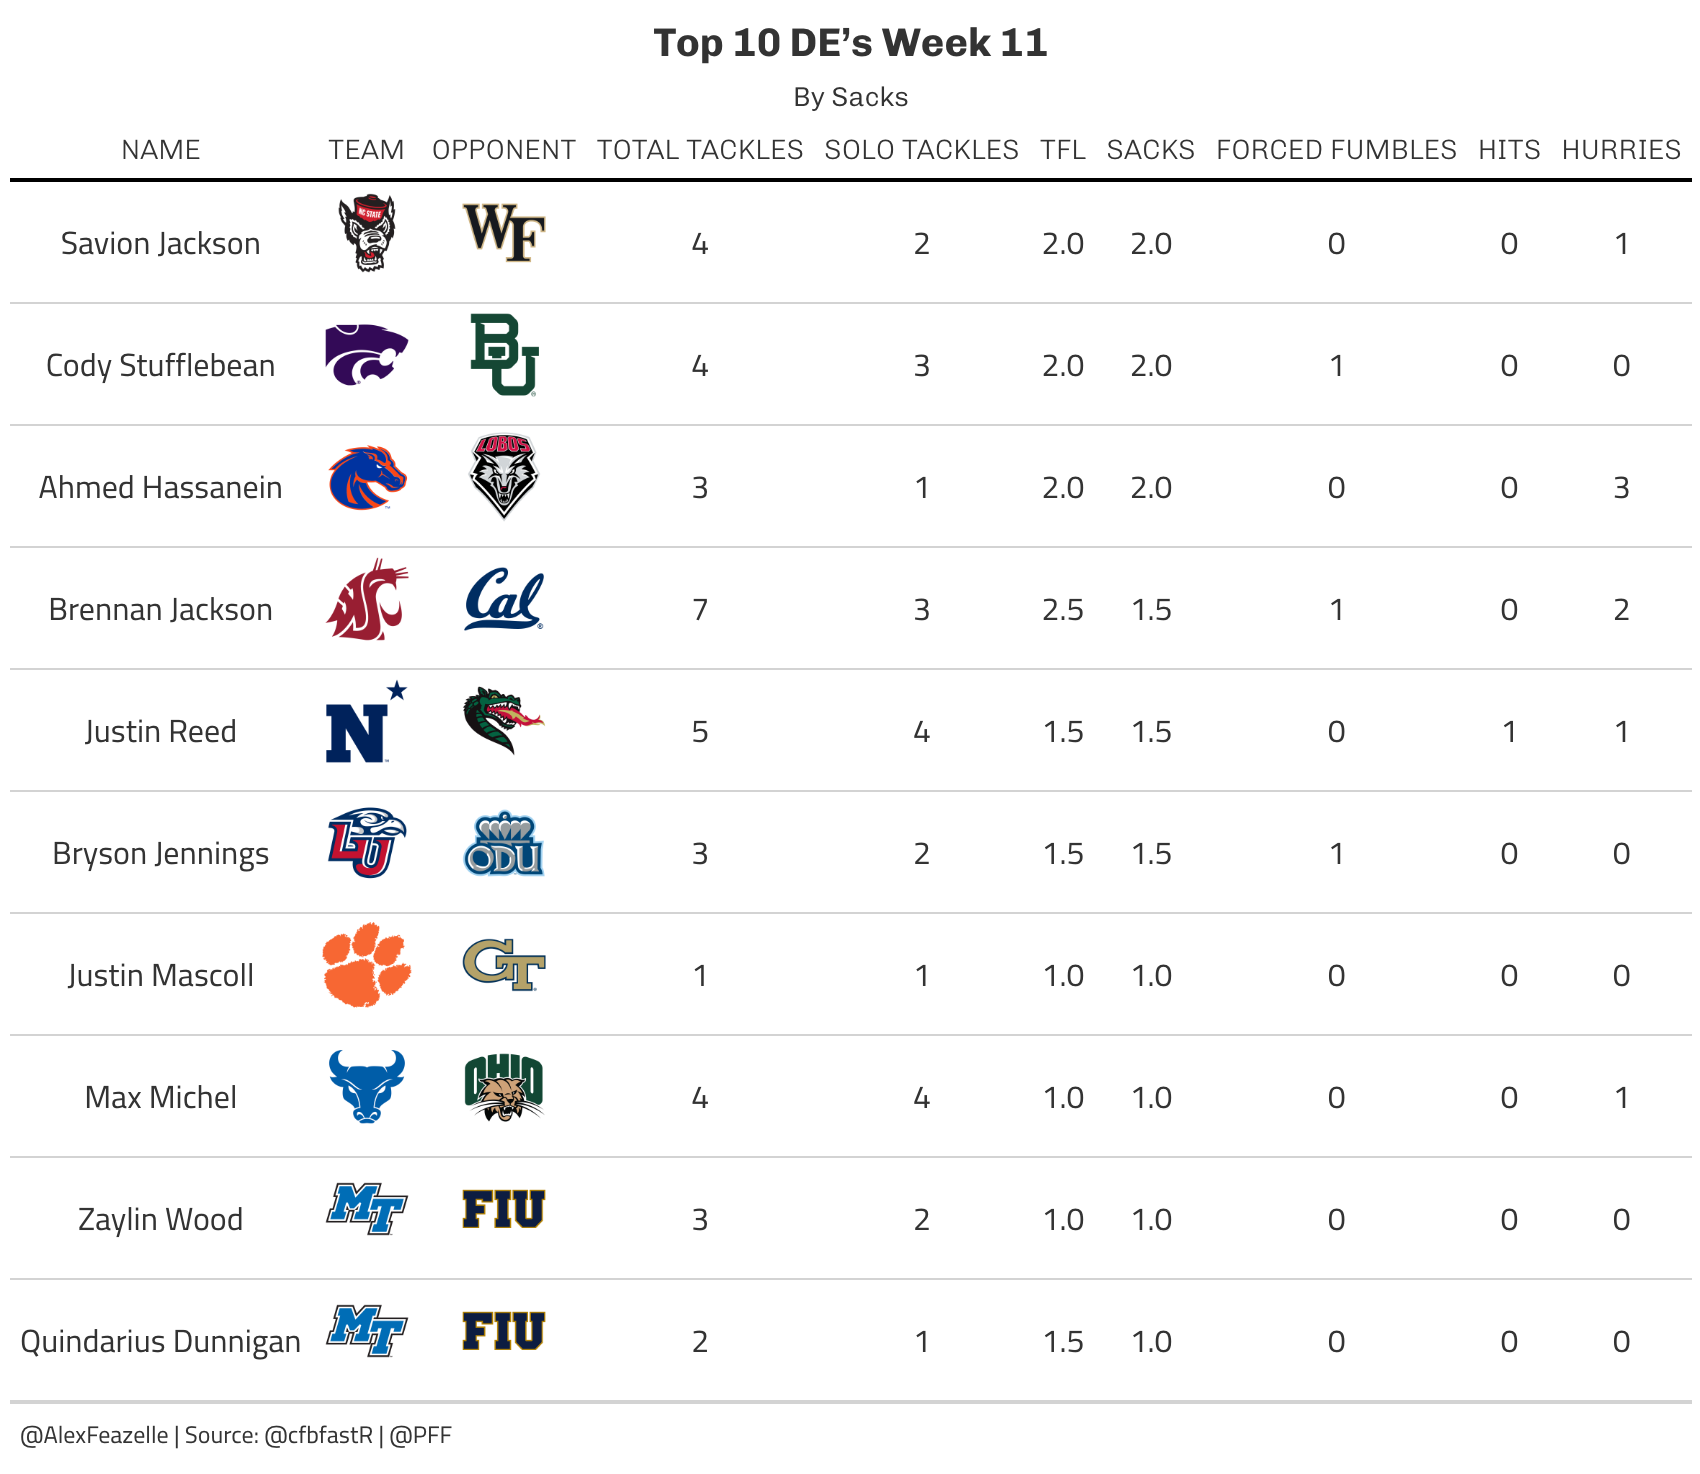 Top 10 DE’s Week 11
By Sacks
NAME TEAM OPPONENT TOTAL TACKLES SOLO TACKLES TFL SACKS FORCED FUMBLES HITS HURRIES
NC STATE WF
Savion Jackson 4 2 2.0 2.0 0 0 1
BU
Cody Stufflebean 4 3 2.0 2.0 1 0 0
LOBOS
Ahmed Hassanein 3 1 2.0 2.0 0 0 3
Cal
Brennan Jackson 7 3 2.5 1.5 1 0 2
N
Justin Reed 5 4 1.5 1.5 0 1 1
LU ODU
Bryson Jennings 3 2 1.5 1.5 1 0 0
GT
Justin Mascoll 1 1 1.0 1.0 0 0 0
OHIO
Max Michel 4 4 1.0 1.0 0 0 1
MT FIU
Zaylin Wood 3 2 1.0 1.0 0 0 0
MT FIU
Quindarius Dunnigan 2 1 1.5 1.0 0 0 0
@AlexFeazelle | Source: @cfbfastR | @PFF